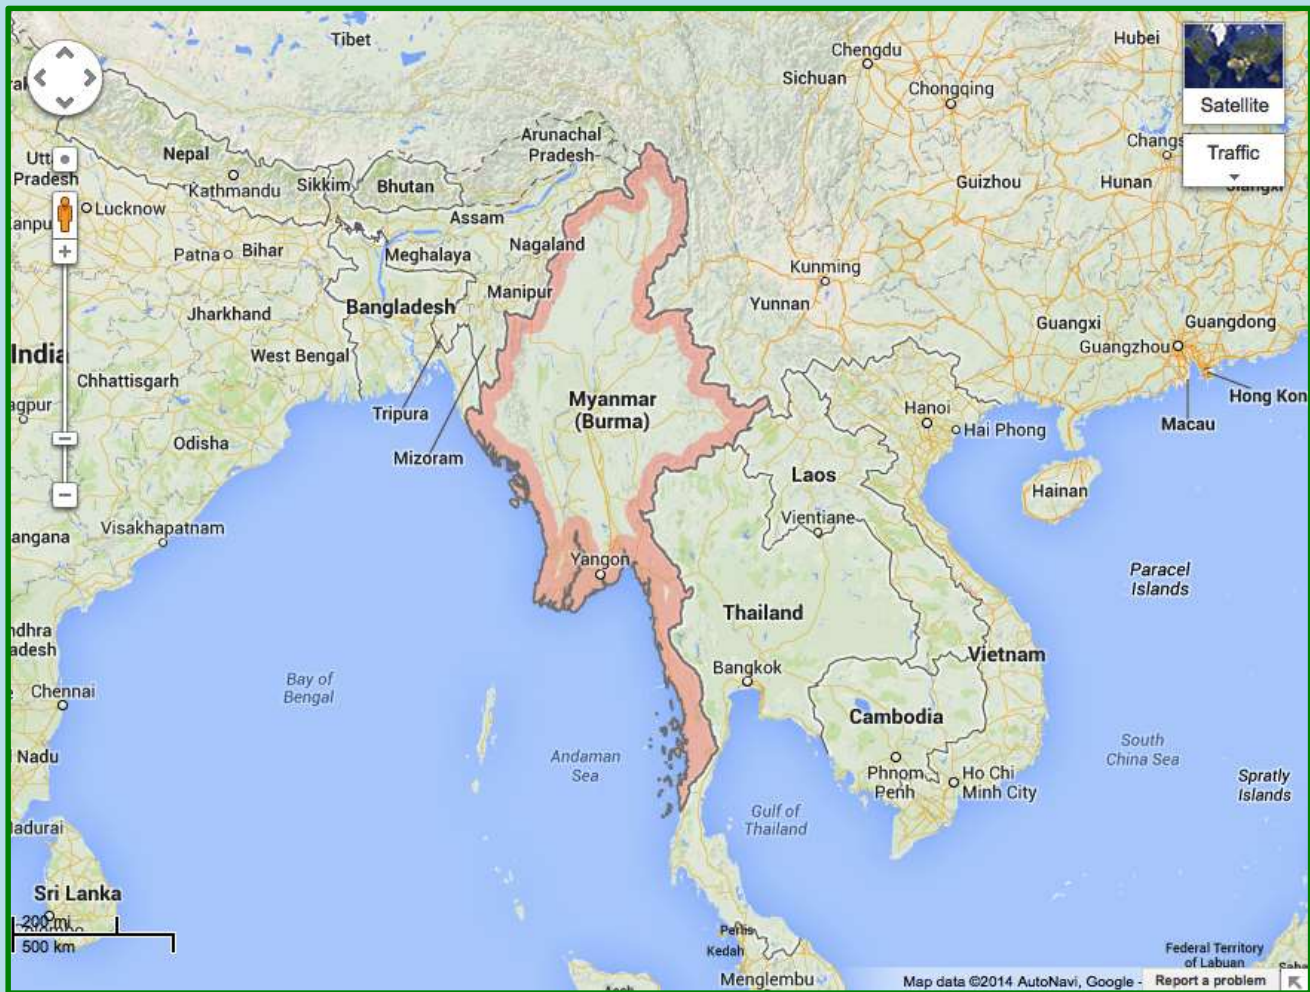 Tibet
Chengdu
Sichuan
Hubei
Chongqing
Satellite
Arunachal
Pradesh
Nepal
Kathmandu
Sikkim
Bhutan
Pradesh
Lucknow
Assam
Guizhou
Hunan
Traffic
Patna
Bihar
Meghalaya
Nagaland
Kunming
Yunnan
Manipur
Bangladesh
Jharkhand
West Bengal
India
Chhattisgarh
Guangxi
Guangdong
Guangzhou
Hong Kon
Macau
Tripura
Mizoram
Myanmar
(Burma)
Hanoi
Hai Phong
Odisha
Laos
Hainan
Vientiane
Visakhapatnam
angana
Yangon
Paracel
Islands
Thailand
ndhra
adesh
Vietnam
Bay of
Bengal
Bangkok
Chennai
Cambodia
Nadu
Andaman
Sea
Phnom
Penh
Ho Chi
Minh City
South
China Sea
Spratly
Islands
Gulf of
Thailand
adurai
Sri Lanka
200 mi
500 km
Perlis
Kedah
Menglembu
Federal Territory
of Labuan
Map data ©2014 AutoNavi, Google -
Report a problem